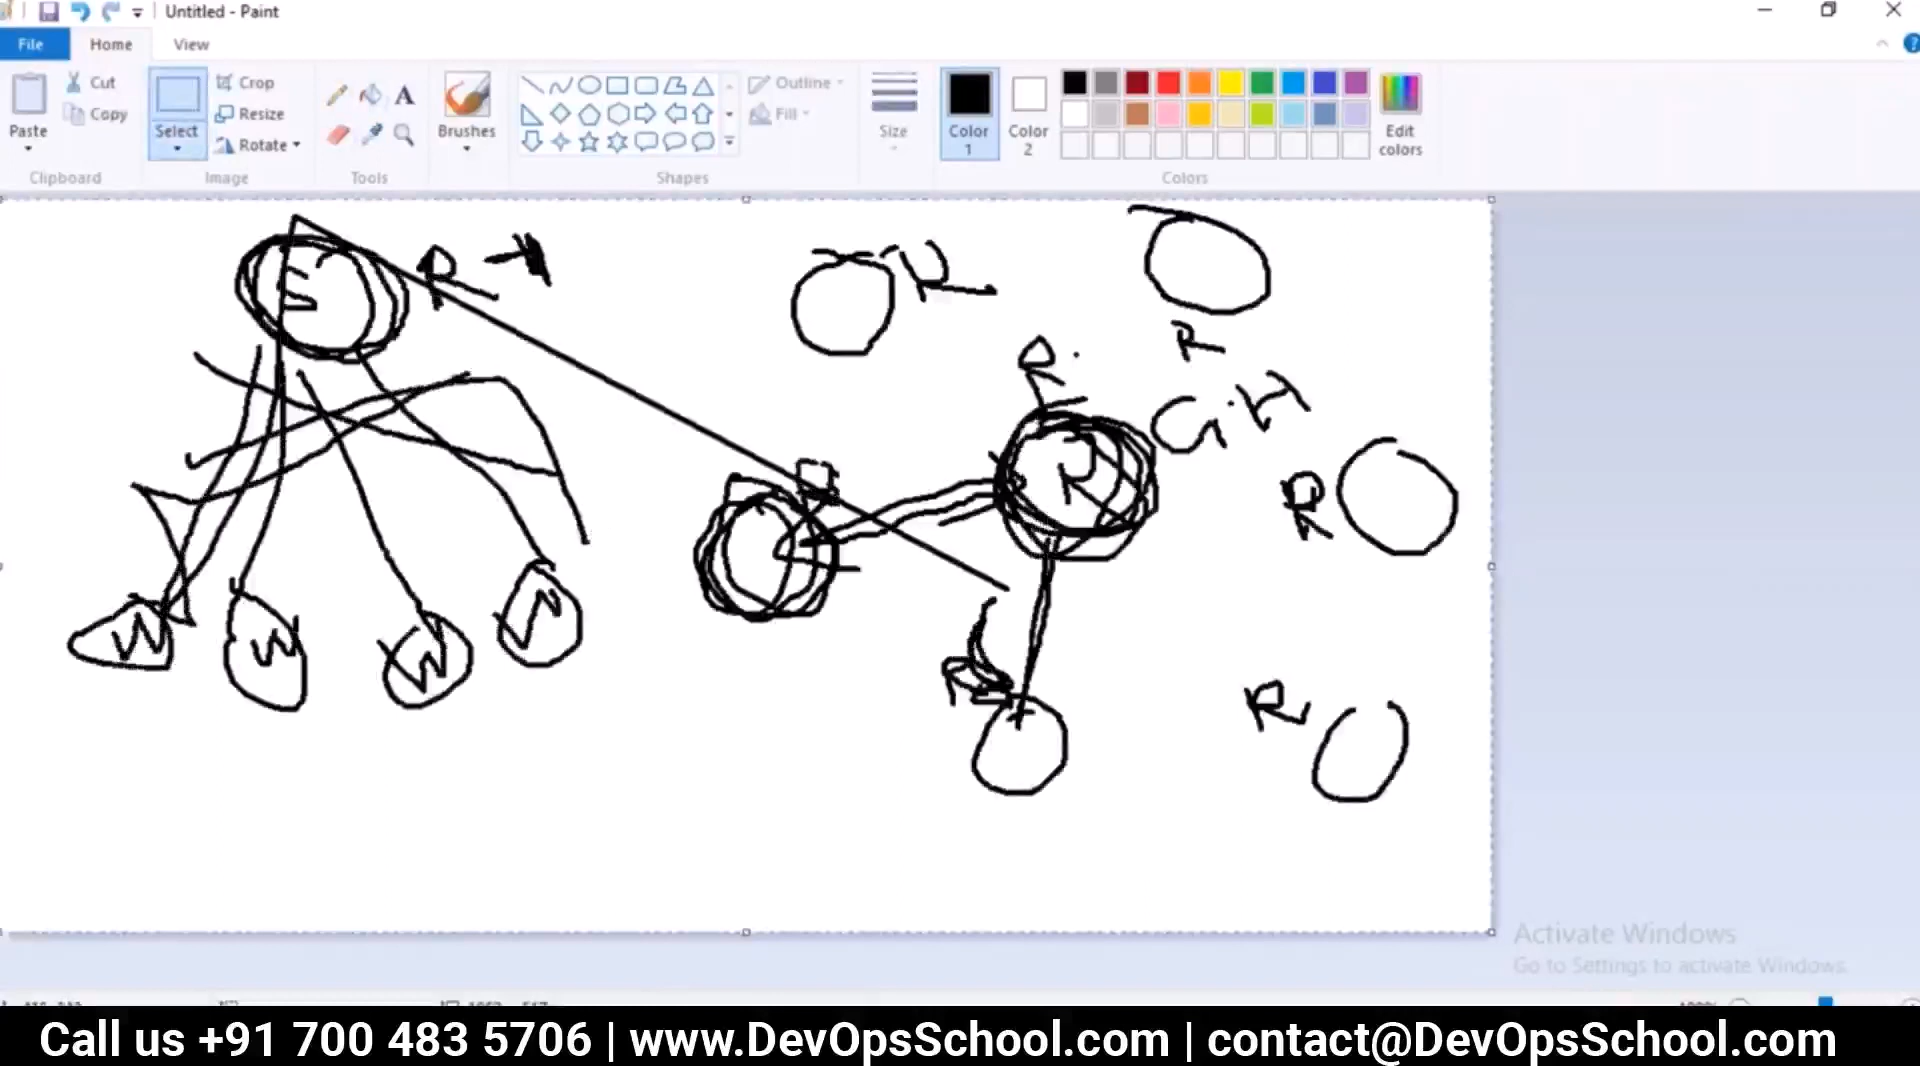 Untitled - Paint
File Home View
Paste
Cut
Copy
Clipboard
Select
Crop
Resize
Rotate
Image
A
Tools
Brushes
Shapes
Outline
Fill
Size
Color 1
Color 2
Edit colors
Colors
S
R
R
R
R
R
Git
R
R
R
W
W
W
Activate Windows
Go to Settings to activate Windows.
Call us +91 700 483 5706 | www.DevOpsSchool.com | contact@DevOpsSchool.com